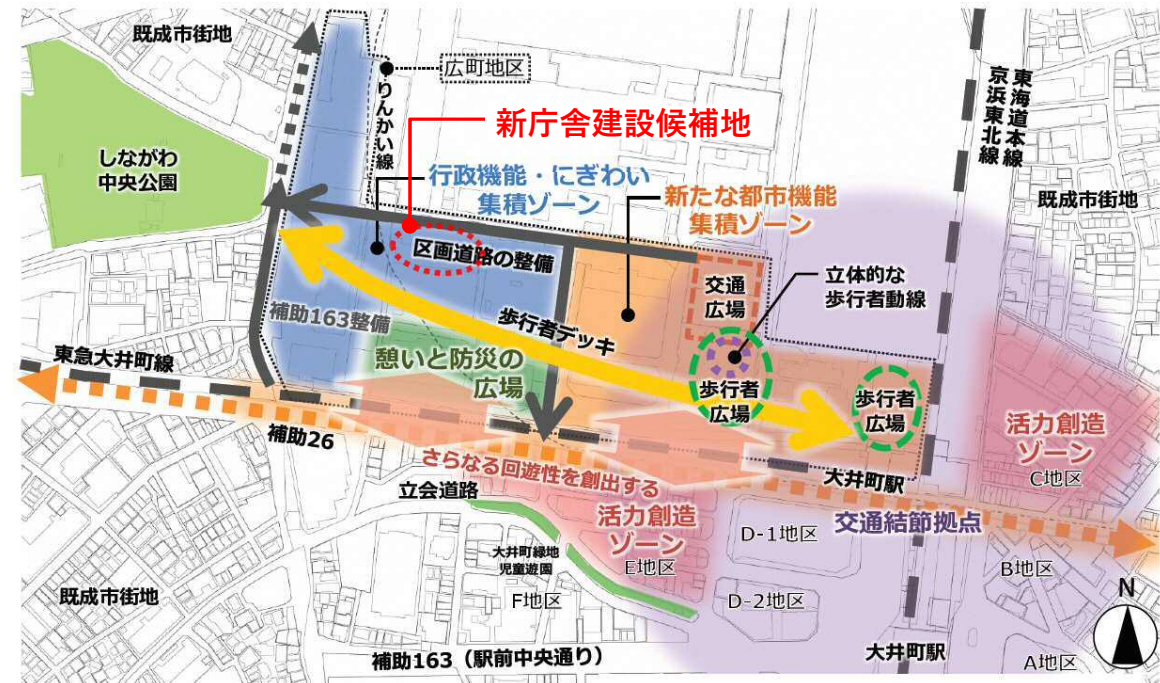 既成市街地
広町地区
りんかい線
新庁舎建設候補地
東海道本線
京浜東北線
しながわ
中央公園
行政機能・にぎわい
集積ゾーン
新たな都市機能
集積ゾーン
既成市街地
区画道路の整備
交通
広場
立体的な
歩行者動線
補助163整備
歩行者デッキ
東急大井町線
憩いと防災の
広場
歩行者
広場
歩行者
広場
活力創造
ゾーン
C地区
補助26
さらなる回遊性を創出する
大井町駅
立会道路
活力創造
ゾーン
E地区
交通結節拠点
D-1地区
大井町緑地
児童遊園
B地区
既成市街地
F地区
D-2地区
N
補助163（駅前中央通り）
大井町駅
A地区